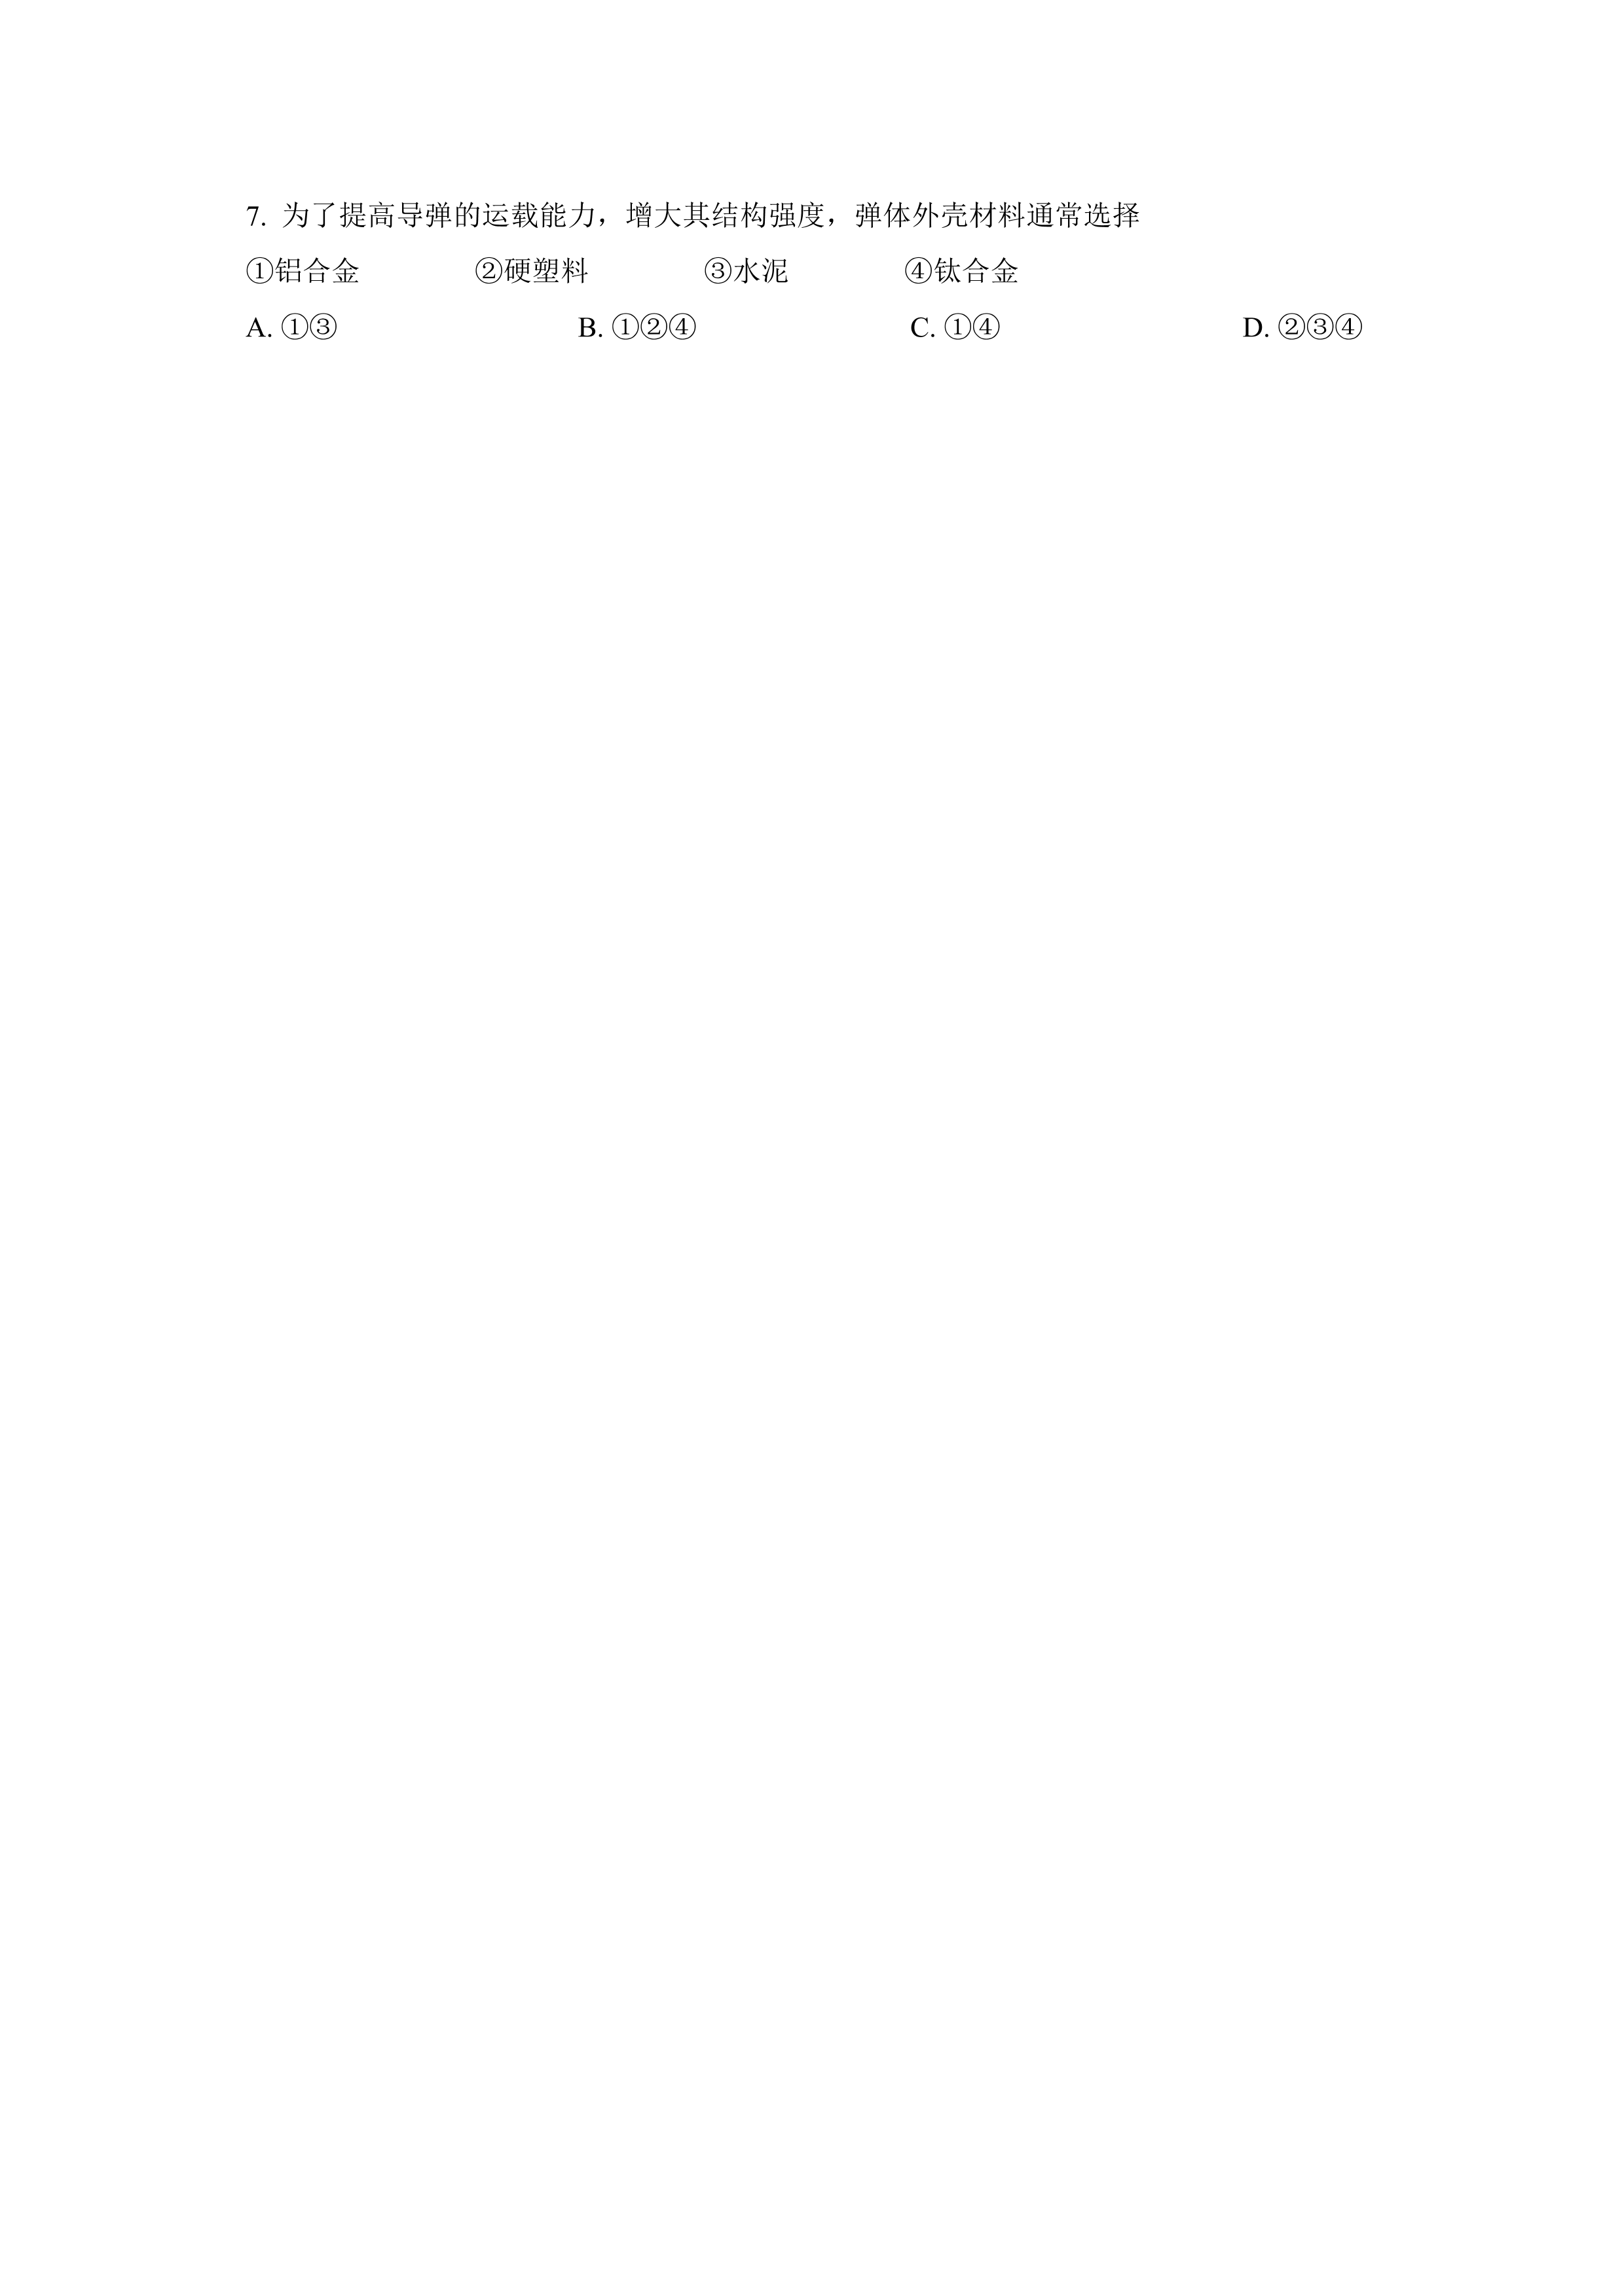 7. 为了提高导弹的运载能力，增大其结构强度，弹体外壳材料通常选择
①铝合金 ②硬塑料 ③水泥 ④钛合金
A. ①③ B. ①②④ C. ①④ D. ②③④